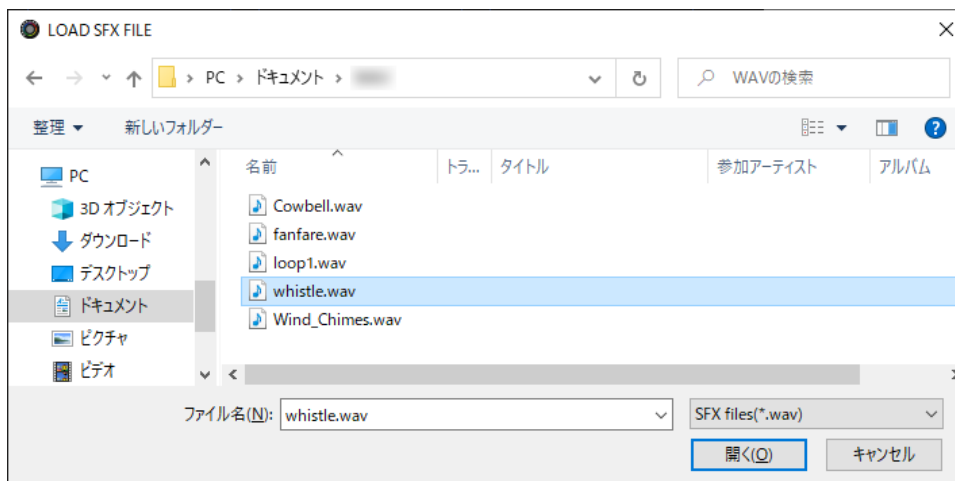 LOAD SFX FILE
PC > ドキュメント >
WAVの検索
整理 新しいフォルダー
名前 トラ... タイトル 参加アーティスト アルバム
PC
3D オブジェクト
ダウンロード
デスクトップ
ドキュメント
ピクチャ
ビデオ
Cowbell.wav
fanfare.wav
loop1.wav
whistle.wav
Wind_Chimes.wav
ファイル名(N): whistle.wav
SFX files(*.wav)
開く(O) キャンセル